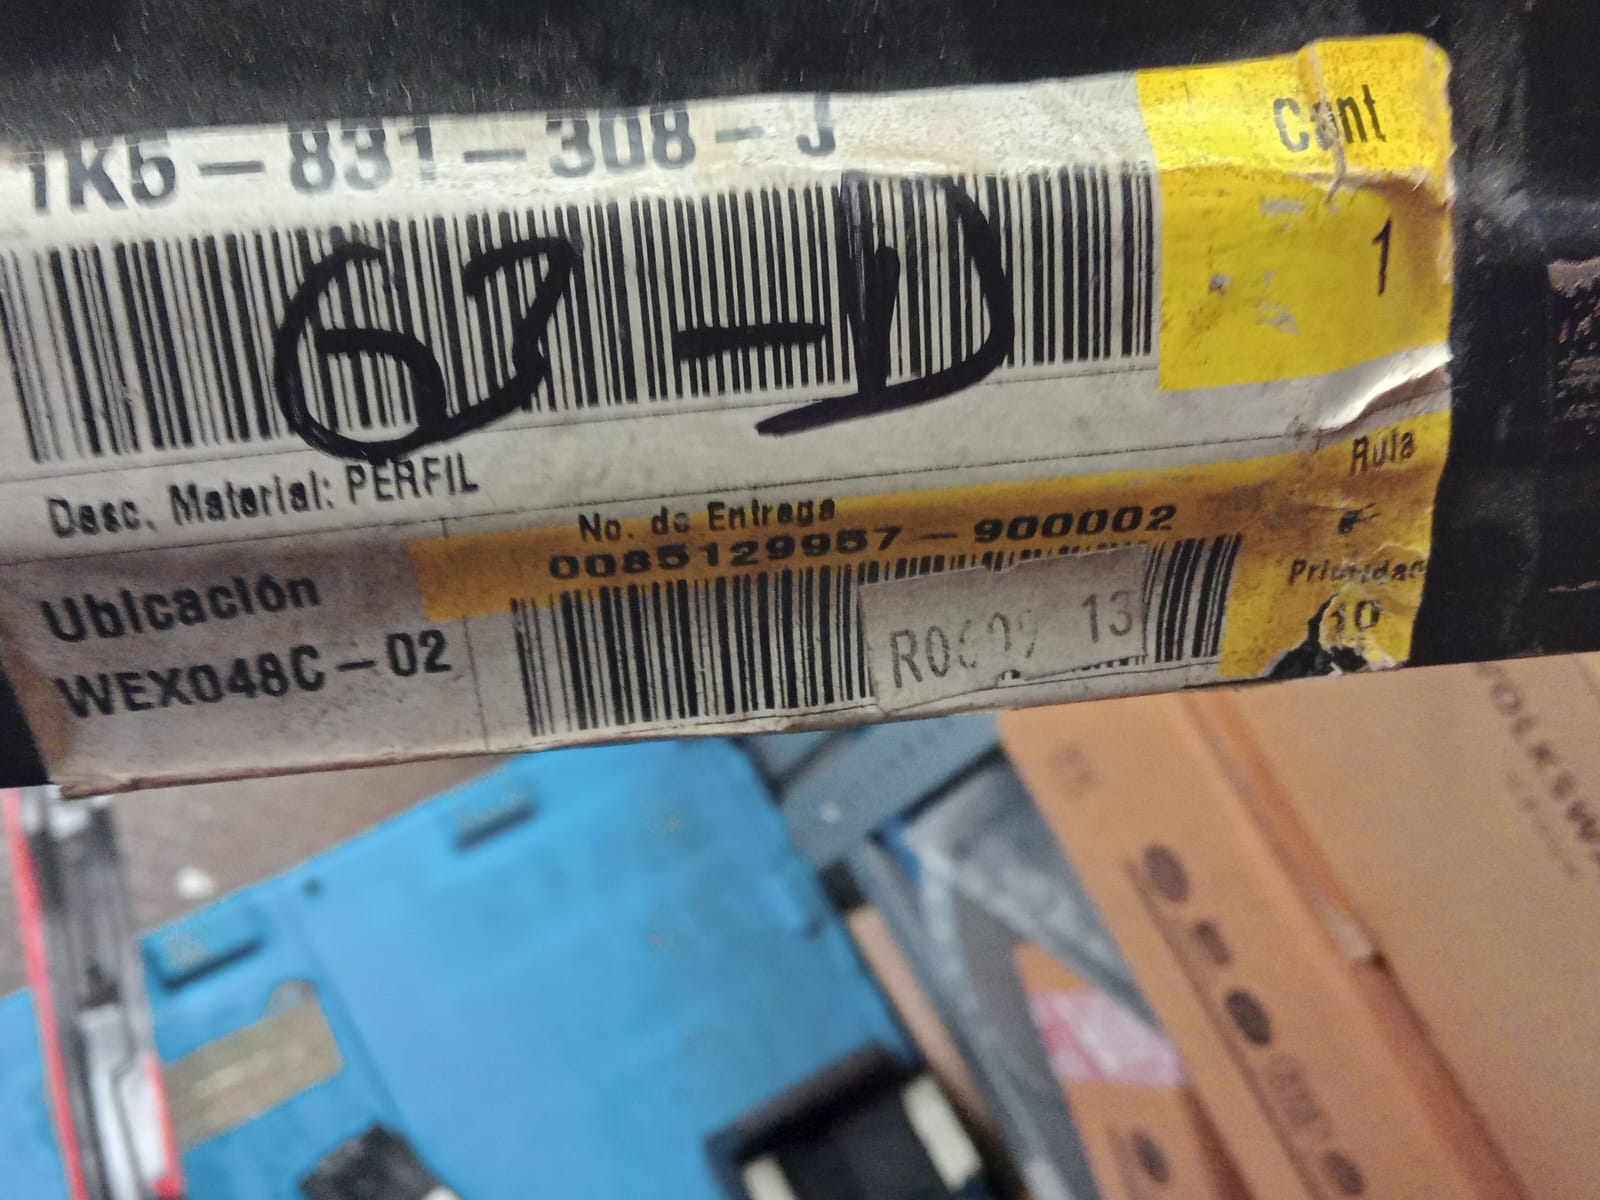 1K5-831-308-J
Cant
1
67-D
Desc. Material: PERFIL
No. de Entrega
0085129957-900002
Ruta
Ubicación
WEX048C-02
Prioridad
10
13